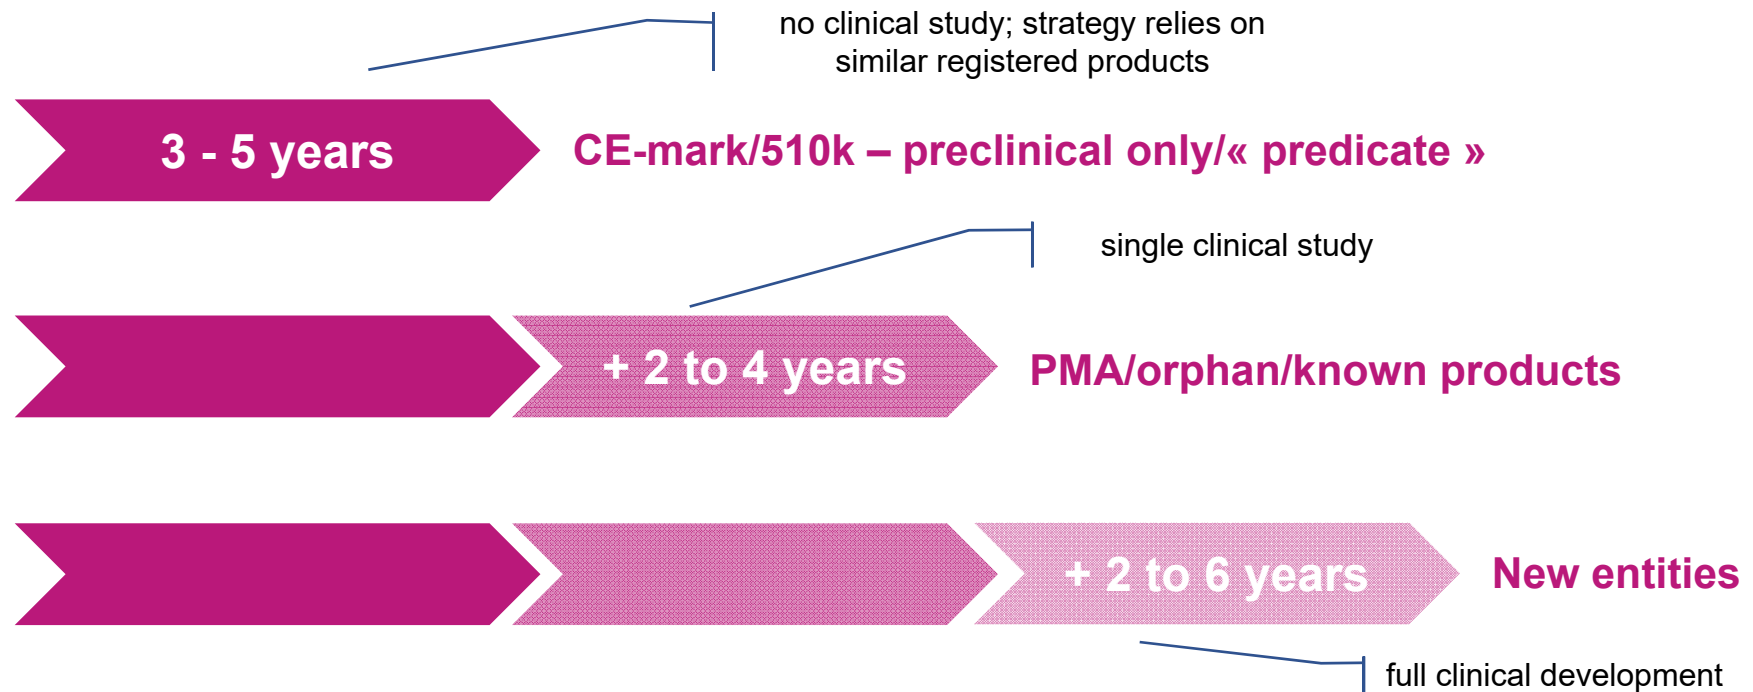 no clinical study; strategy relies on
similar registered products
3 - 5 years
CE-mark/510k – preclinical only/« predicate »
single clinical study
+ 2 to 4 years
PMA/orphan/known products
+ 2 to 6 years
New entities
full clinical development